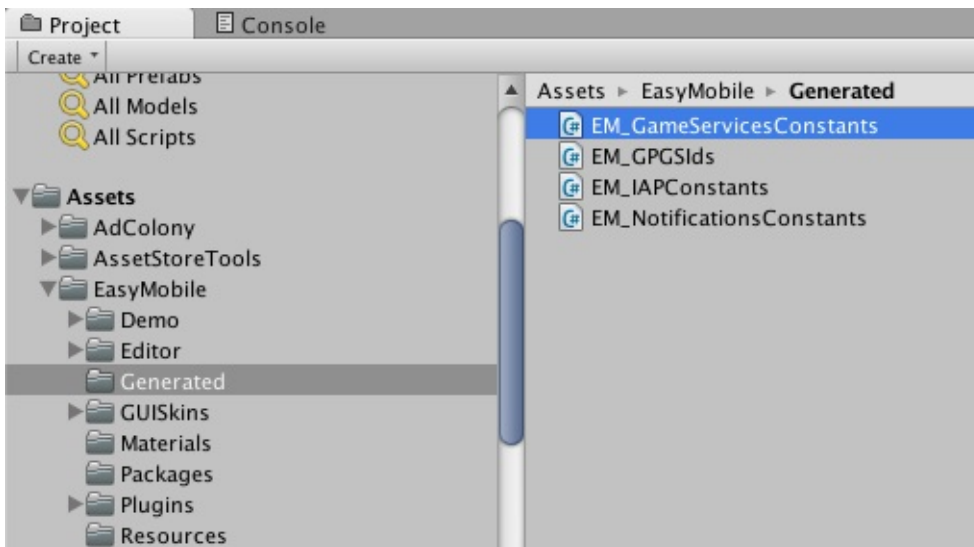 Project
Console
Create
All Prefabs
All Models
All Scripts
Assets
AdColony
AssetStoreTools
EasyMobile
Demo
Editor
Generated
GUISkins
Materials
Packages
Plugins
Resources
Assets ▸ EasyMobile ▸ Generated
EM_GameServicesConstants
EM_GPGSIds
EM_IAPConstants
EM_NotificationsConstants